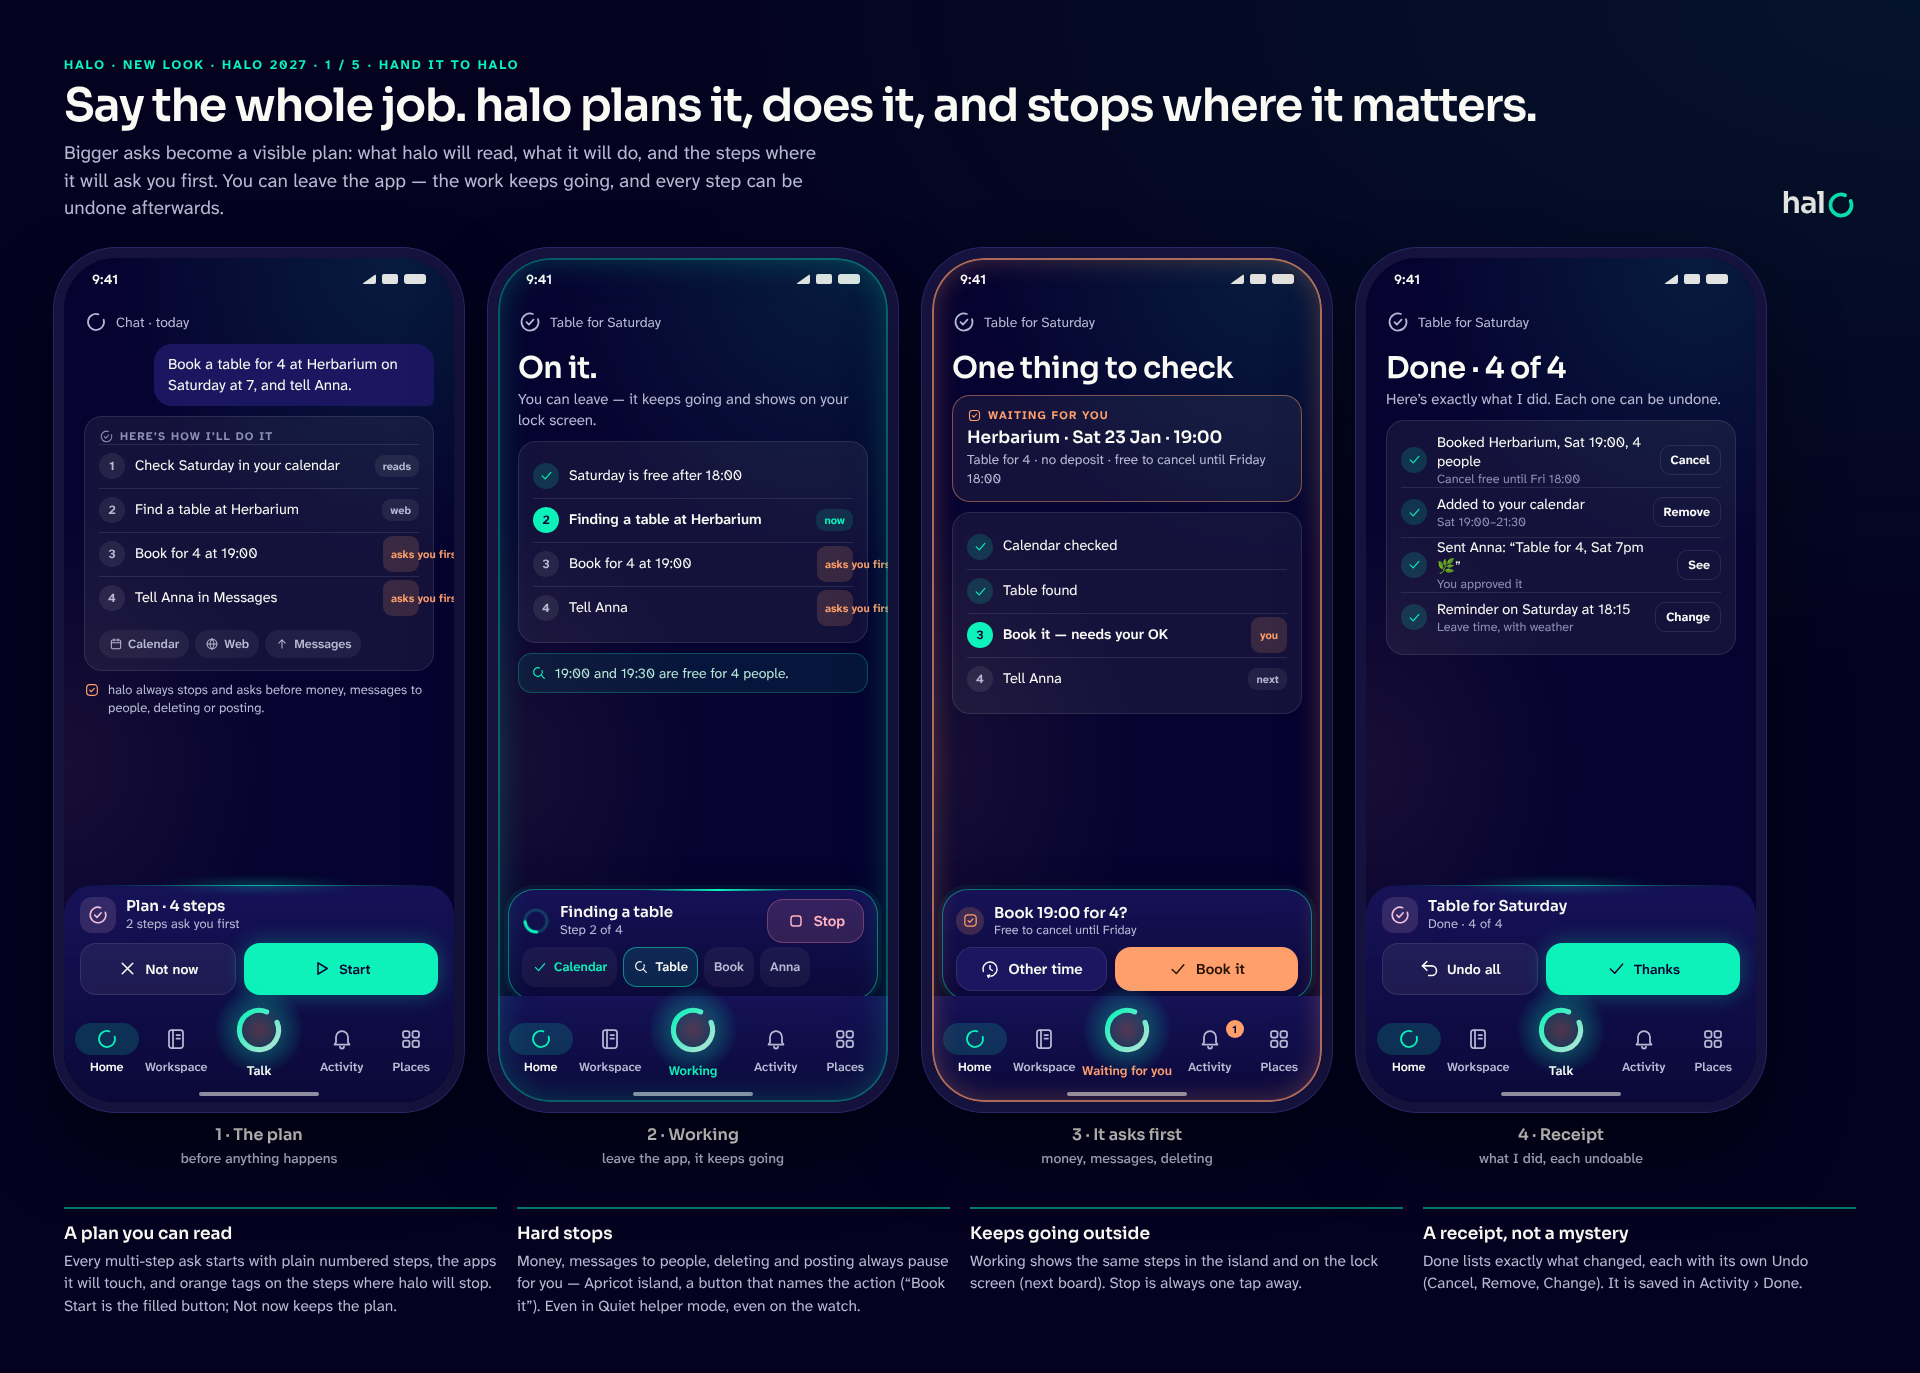 HALO · NEW LOOK · HALO 2027 · 1 / 5 · HAND IT TO HALO
Say the whole job. halo plans it, does it, and stops where it matters.
Bigger asks become a visible plan: what halo will read, what it will do, and the steps where
it will ask you first. You can leave the app — the work keeps going, and every step can be
undone afterwards.
halo
9:41
Chat · today
Book a table for 4 at Herbarium on
Saturday at 7, and tell Anna.
HERE'S HOW I'LL DO IT
1 Check Saturday in your calendar reads
2 Find a table at Herbarium web
3 Book for 4 at 19:00 asks you firs
4 Tell Anna in Messages asks you firs
Calendar Web Messages
halo always stops and asks before money, messages to
people, deleting or posting.
Plan · 4 steps
2 steps ask you first
Not now Start
Home Workspace Talk Activity Places
1 · The plan
before anything happens
9:41
Table for Saturday
On it.
You can leave — it keeps going and shows on your
lock screen.
Saturday is free after 18:00
2 Finding a table at Herbarium now
3 Book for 4 at 19:00 asks you firs
4 Tell Anna asks you firs
19:00 and 19:30 are free for 4 people.
Finding a table
Step 2 of 4
Stop
Calendar Table Book Anna
Home Workspace Working Activity Places
2 · Working
leave the app, it keeps going
9:41
Table for Saturday
One thing to check
WAITING FOR YOU
Herbarium · Sat 23 Jan · 19:00
Table for 4 · no deposit · free to cancel until Friday
18:00
Calendar checked
Table found
3 Book it — needs your OK you
4 Tell Anna next
Book 19:00 for 4?
Free to cancel until Friday
Other time Book it
1
Home Workspace Waiting for you Activity Places
3 · It asks first
money, messages, deleting
9:41
Table for Saturday
Done · 4 of 4
Here's exactly what I did. Each one can be undone.
Booked Herbarium, Sat 19:00, 4
people
Cancel free until Fri 18:00
Cancel
Added to your calendar
Sat 19:00–21:30
Remove
Sent Anna: “Table for 4, Sat 7pm
🌿”
You approved it
See
Reminder on Saturday at 18:15
Leave time, with weather
Change
Table for Saturday
Done · 4 of 4
Undo all Thanks
Home Workspace Talk Activity Places
4 · Receipt
what I did, each undoable
A plan you can read
Every multi-step ask starts with plain numbered steps, the apps
it will touch, and orange tags on the steps where halo will stop.
Start is the filled button; Not now keeps the plan.
Hard stops
Money, messages to people, deleting and posting always pause
for you — Apricot island, a button that names the action (“Book
it”). Even in Quiet helper mode, even on the watch.
Keeps going outside
Working shows the same steps in the island and on the lock
screen (next board). Stop is always one tap away.
A receipt, not a mystery
Done lists exactly what changed, each with its own Undo
(Cancel, Remove, Change). It is saved in Activity › Done.